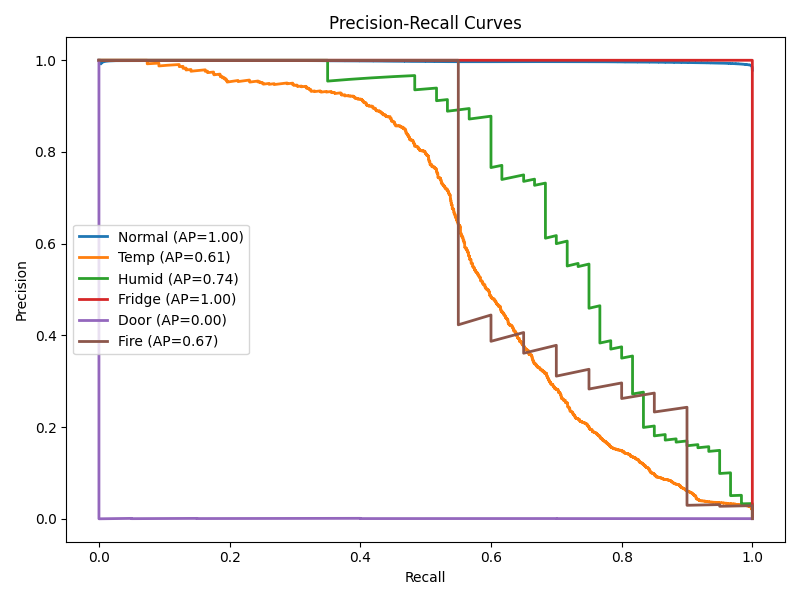 Precision-Recall Curves
1.0
0.8
0.6
0.4
0.2
0.0
Precision
Normal (AP=1.00)
Temp (AP=0.61)
Humid (AP=0.74)
Fridge (AP=1.00)
Door (AP=0.00)
Fire (AP=0.67)
0.0 0.2 0.4 0.6 0.8 1.0
Recall